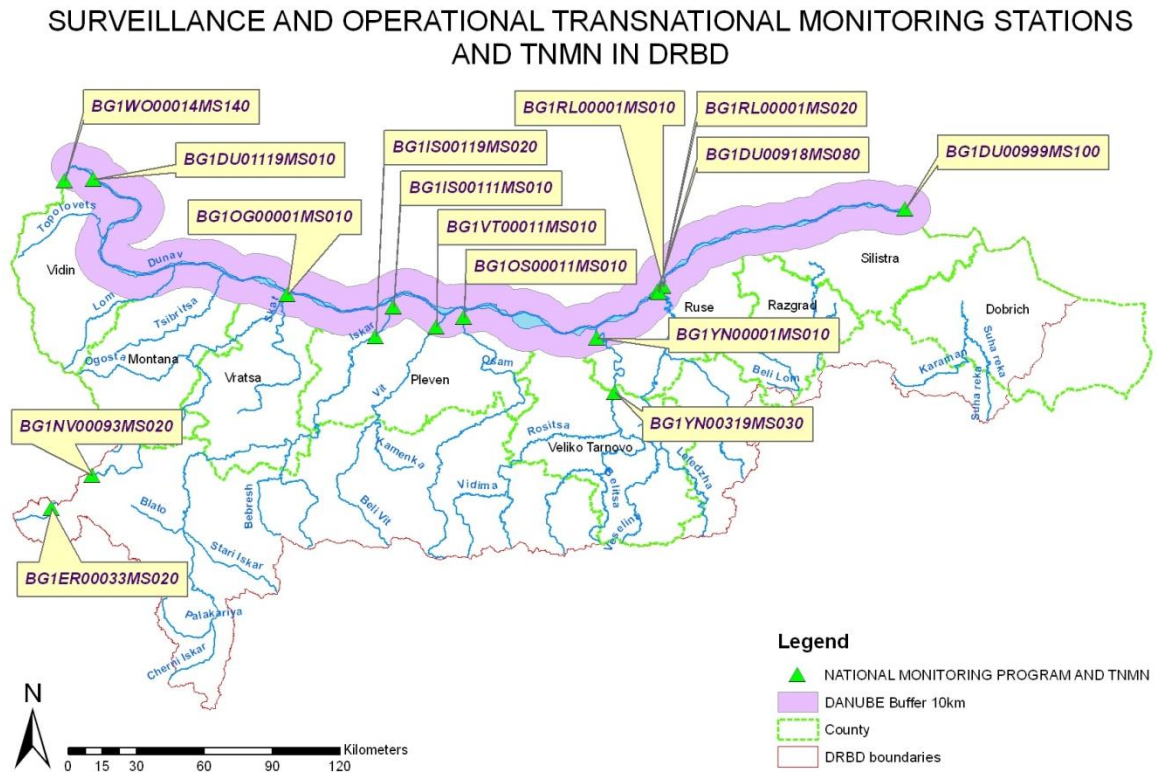 SURVEILLANCE AND OPERATIONAL TRANSNATIONAL MONITORING STATIONS
AND TNMN IN DRBD
BG1WO00014MS140
BG1DU01119MS010
BG1OG00001MS010
BG1IS00119MS020
BG1IS00111MS010
BG1VT00011MS010
BG1OS00011MS010
BG1RL00001MS010
BG1RL00001MS020
BG1DU00918MS080
BG1DU00999MS100
BG1YN00001MS010
BG1YN00319MS030
BG1NV00093MS020
BG1ER00033MS020
Topolovets
Vidin
Dunav
Lom
Tsibritsa
Skat
Ogosta
Montana
Vratsa
Iskar
Vit
Pleven
Osam
Ruse
Razgrad
Silistra
Dobrich
Beli Lom
Karaman
Suha reka
Suha reka
Rositsa
Veliko Tarnovo
Lefedzha
Belitsa
Veselina
Kamenka
Vidima
Beli Vit
Bebresh
Blato
Stari Iskar
Palakariya
Cherni Iskar
N
0 15 30 60 90 120
Kilometers
Legend
NATIONAL MONITORING PROGRAM AND TNMN
DANUBE Buffer 10km
County
DRBD boundaries